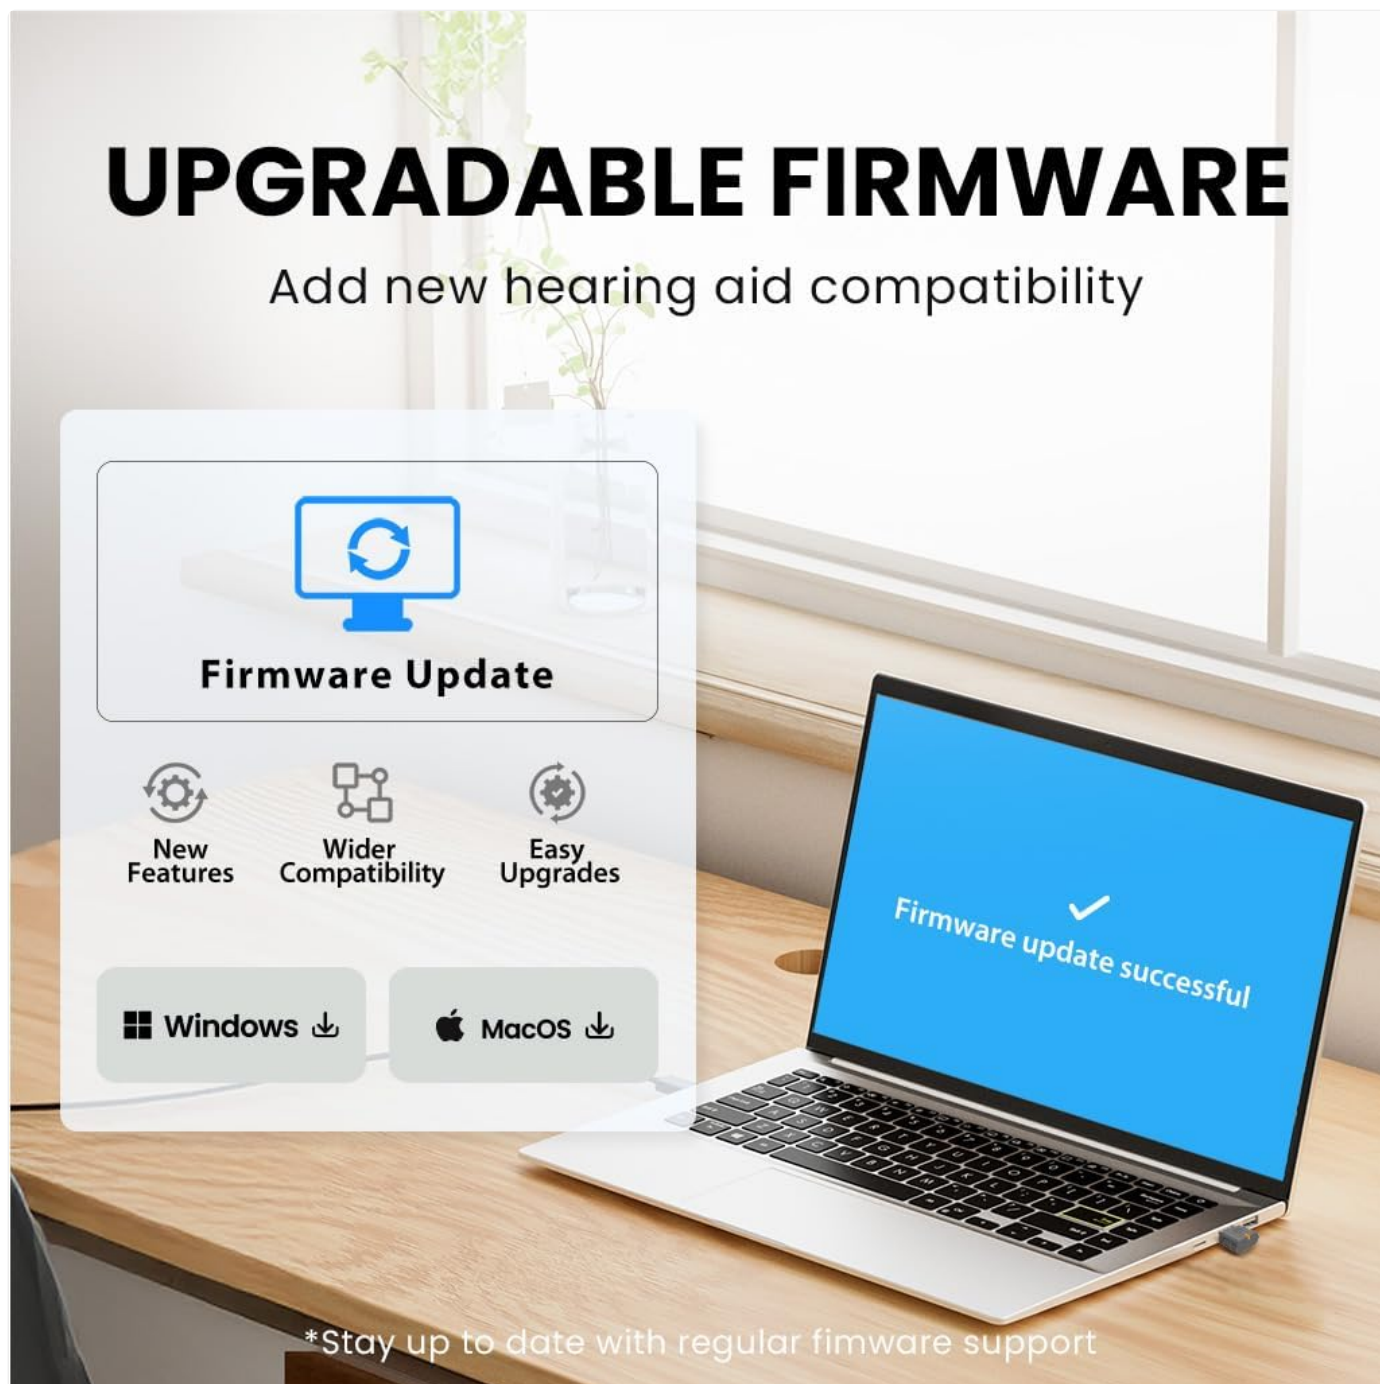 UPGRADABLE FIRMWARE
Add new hearing aid compatibility
Firmware Update
New
Features
Wider
Compatibility
Easy
Upgrades
Windows
MacOS
Firmware update successful
*Stay up to date with regular fimware support